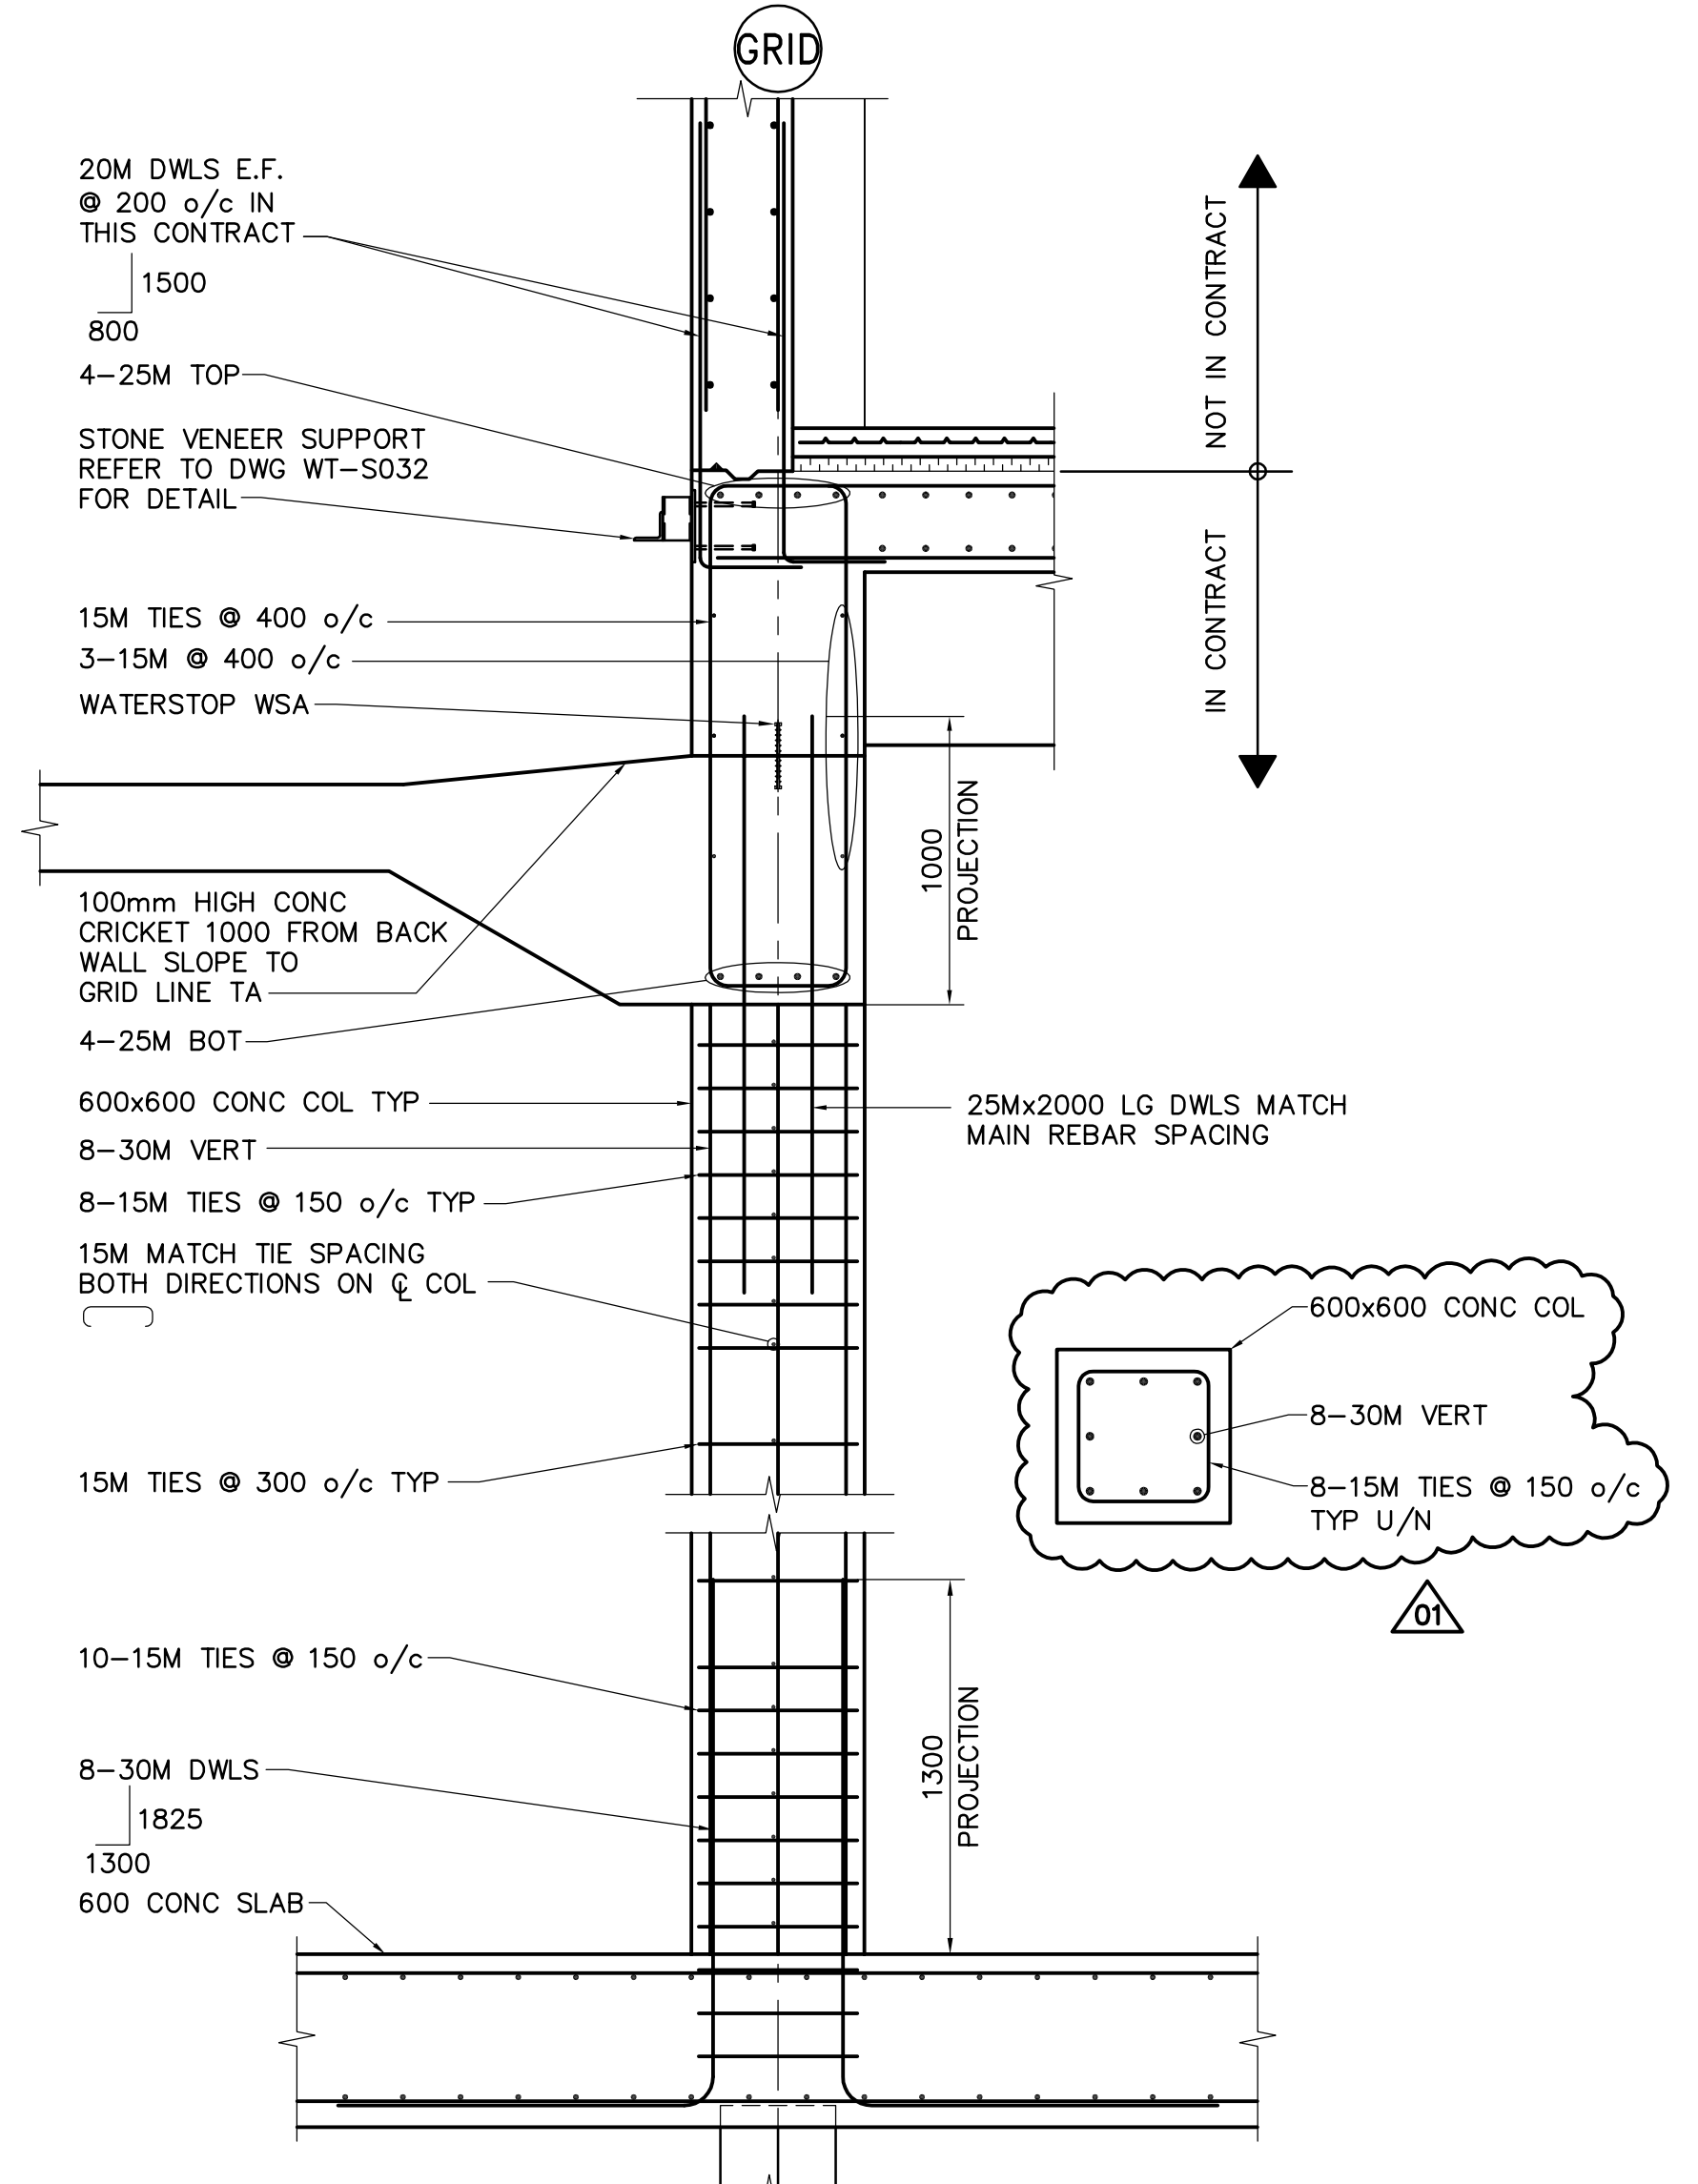 GRID
20M DWLS E.F.
@ 200 o/c IN
THIS CONTRACT
1500
800
4-25M TOP
STONE VENEER SUPPORT
REFER TO DWG WT-S032
FOR DETAIL
15M TIES @ 400 o/c
3-15M @ 400 o/c
WATERSTOP WSA
NOT IN CONTRACT
IN CONTRACT
1000
PROJECTION
100mm HIGH CONC
CRICKET 1000 FROM BACK
WALL SLOPE TO
GRID LINE TA
4-25M BOT
600x600 CONC COL TYP
8-30M VERT
8-15M TIES @ 150 o/c TYP
15M MATCH TIE SPACING
BOTH DIRECTIONS ON ℄ COL
25Mx2000 LG DWLS MATCH
MAIN REBAR SPACING
15M TIES @ 300 o/c TYP
600x600 CONC COL
8-30M VERT
8-15M TIES @ 150 o/c
TYP U/N
01
10-15M TIES @ 150 o/c
8-30M DWLS
1825
1300
600 CONC SLAB
1300
PROJECTION